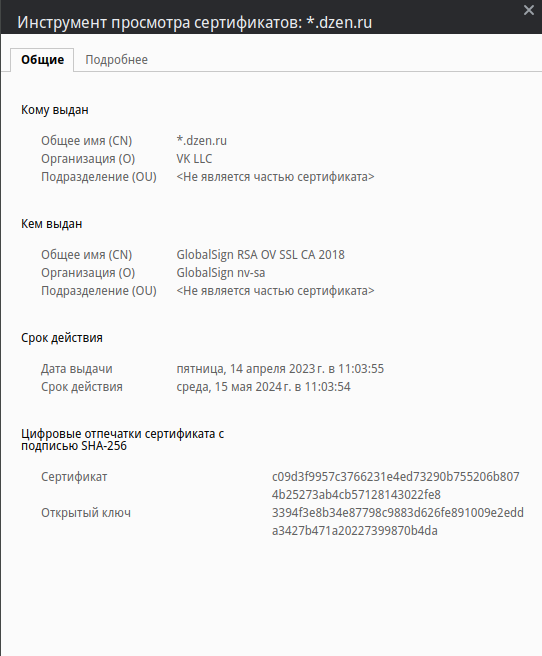 Инструмент просмотра сертификатов: *.dzen.ru
Общие Подробнее
Кому выдан
Общее имя (CN) *.dzen.ru
Организация (O) VK LLC
Подразделение (OU) <Не является частью сертификата>
Кем выдан
Общее имя (CN) GlobalSign RSA OV SSL CA 2018
Организация (O) GlobalSign nv-sa
Подразделение (OU) <Не является частью сертификата>
Срок действия
Дата выдачи пятница, 14 апреля 2023 г. в 11:03:55
Срок действия среда, 15 мая 2024 г. в 11:03:54
Цифровые отпечатки сертификата с
подписью SHA-256
Сертификат c09d3f9957c3766231e4ed73290b755206b807
4b25273ab4cb57128143022fe8
Открытый ключ 3394f3e8b34e87798c9883d626fe891009e2edd
a3427b471a20227399870b4da